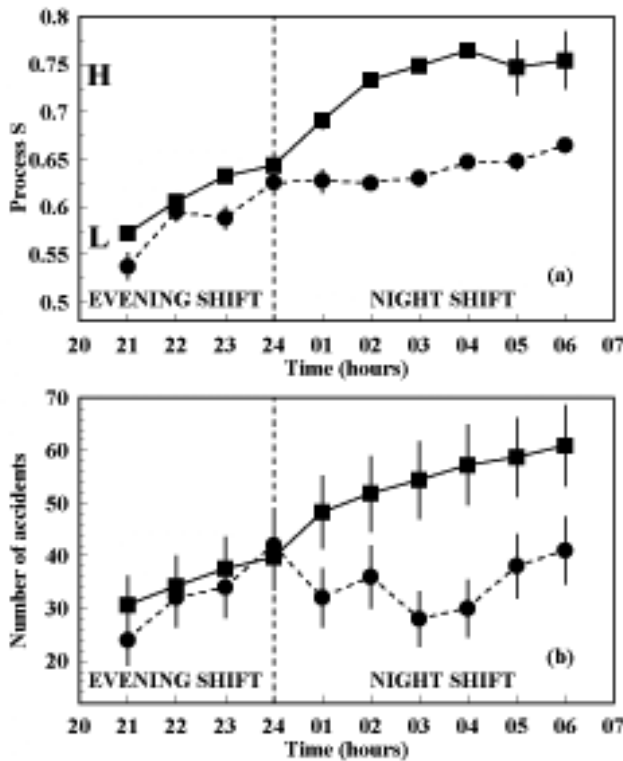 0.8
0.75
H
0.7
Process S
0.65
0.6
L
0.55
(a)
EVENING SHIFT NIGHT SHIFT
0.5
20 21 22 23 24 01 02 03 04 05 06 07
Time (hours)
70
60
50
Number of accidents
40
30
20
(b)
EVENING SHIFT NIGHT SHIFT
20 21 22 23 24 01 02 03 04 05 06 07
Time (hours)